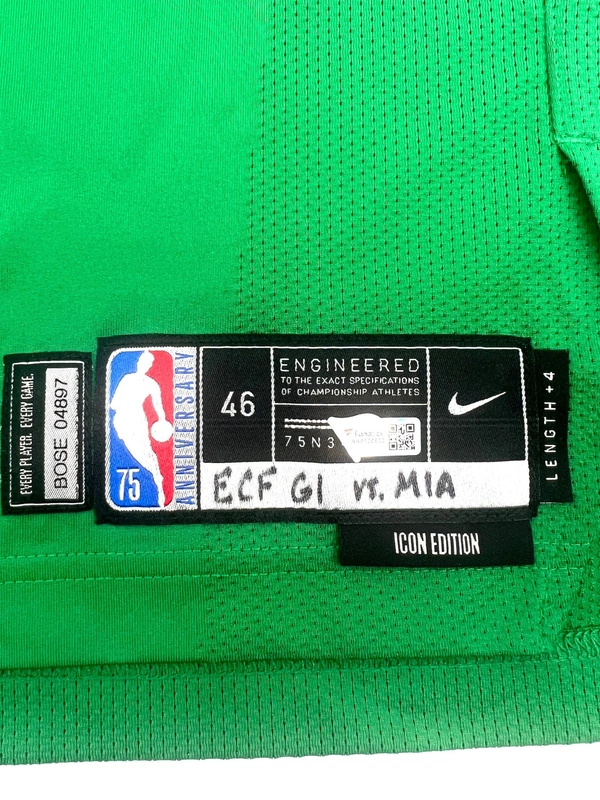 EVERY PLAYER. EVERY GAME.
BOSE 04897
75
ANNIVERSARY
46
ENGINEERED
TO THE EXACT SPECIFICATIONS
OF CHAMPIONSHIP ATHLETES
75N3
Fanatics
LENGTH +4
ECF G1 vs. MIA
ICON EDITION